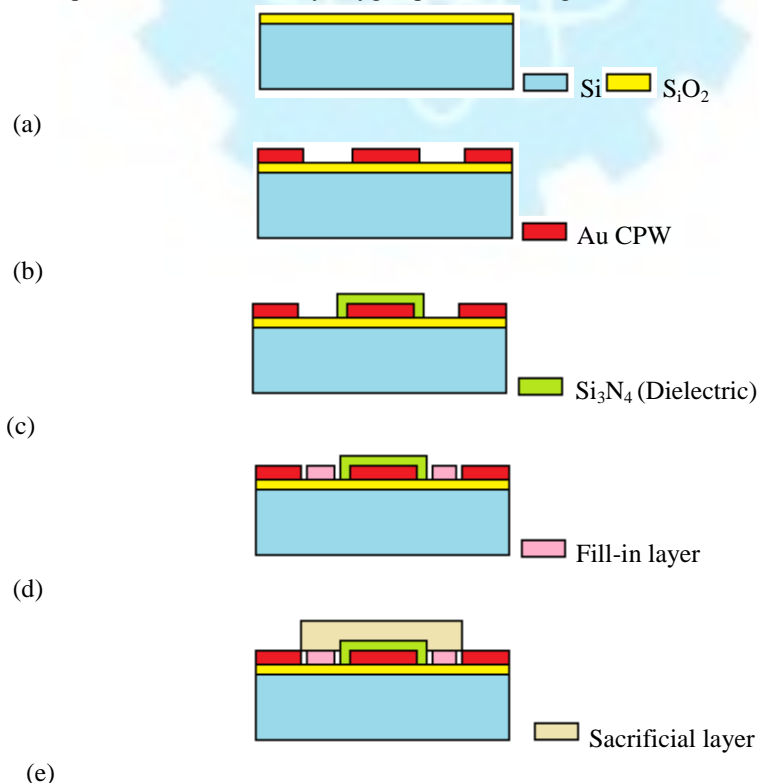 Si SiO₂
(a)
Au CPW
(b)
Si₃N₄ (Dielectric)
(c)
Fill-in layer
(d)
Sacrificial layer
(e)